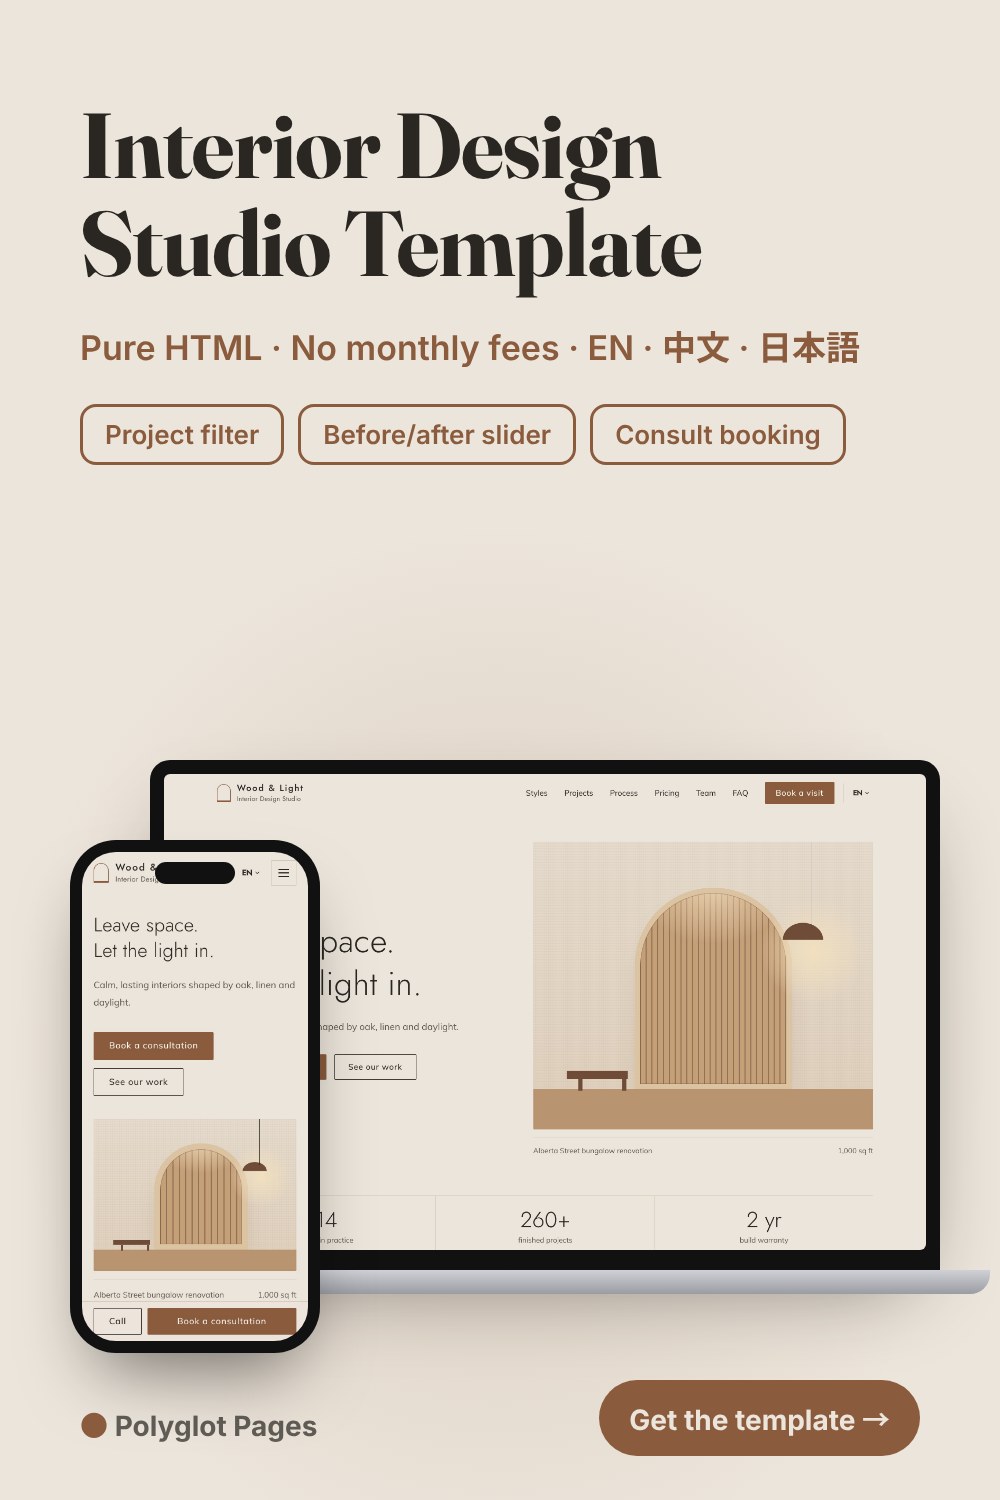 Interior Design
Studio Template
Pure HTML · No monthly fees · EN · 中文 · 日本語
Project filter
Before/after slider
Consult booking
Wood & Light
Interior Design Studio
Styles
Projects
Process
Pricing
Team
FAQ
Book a visit
EN
pace.
light in.
haped by oak, linen and daylight.
See our work
Alberta Street bungalow renovation
1,000 sq ft
14
n practice
260+
finished projects
2 yr
build warranty
Wood &
Interior Desig
EN
Leave space.
Let the light in.
Calm, lasting interiors shaped by oak, linen and
daylight.
Book a consultation
See our work
Alberta Street bungalow renovation
1,000 sq ft
Call
Book a consultation
Polyglot Pages
Get the template →